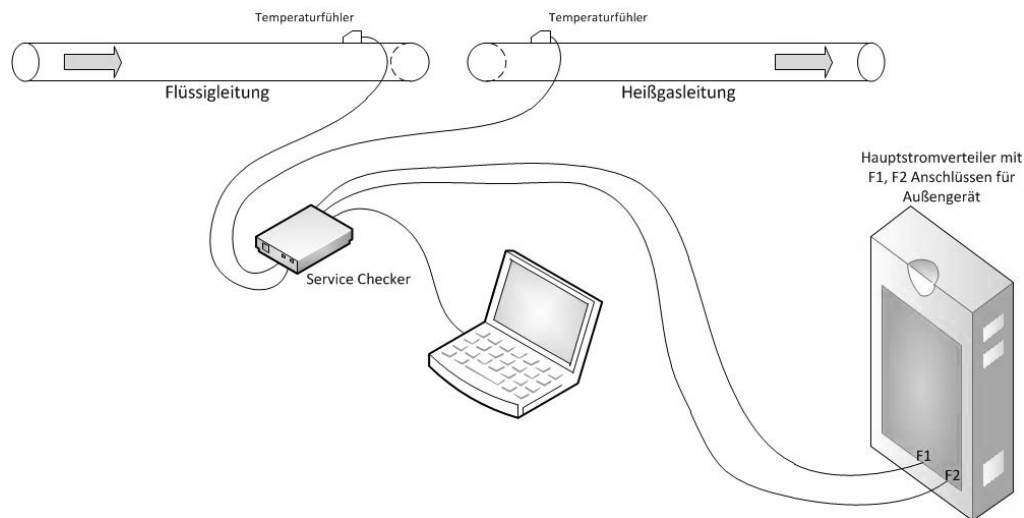 Temperaturfühler
Temperaturfühler
Flüssigleitung
Heißgasleitung
Hauptstromverteiler mit
F1, F2 Anschlüssen für
Außengerät
Service Checker
F1
F2